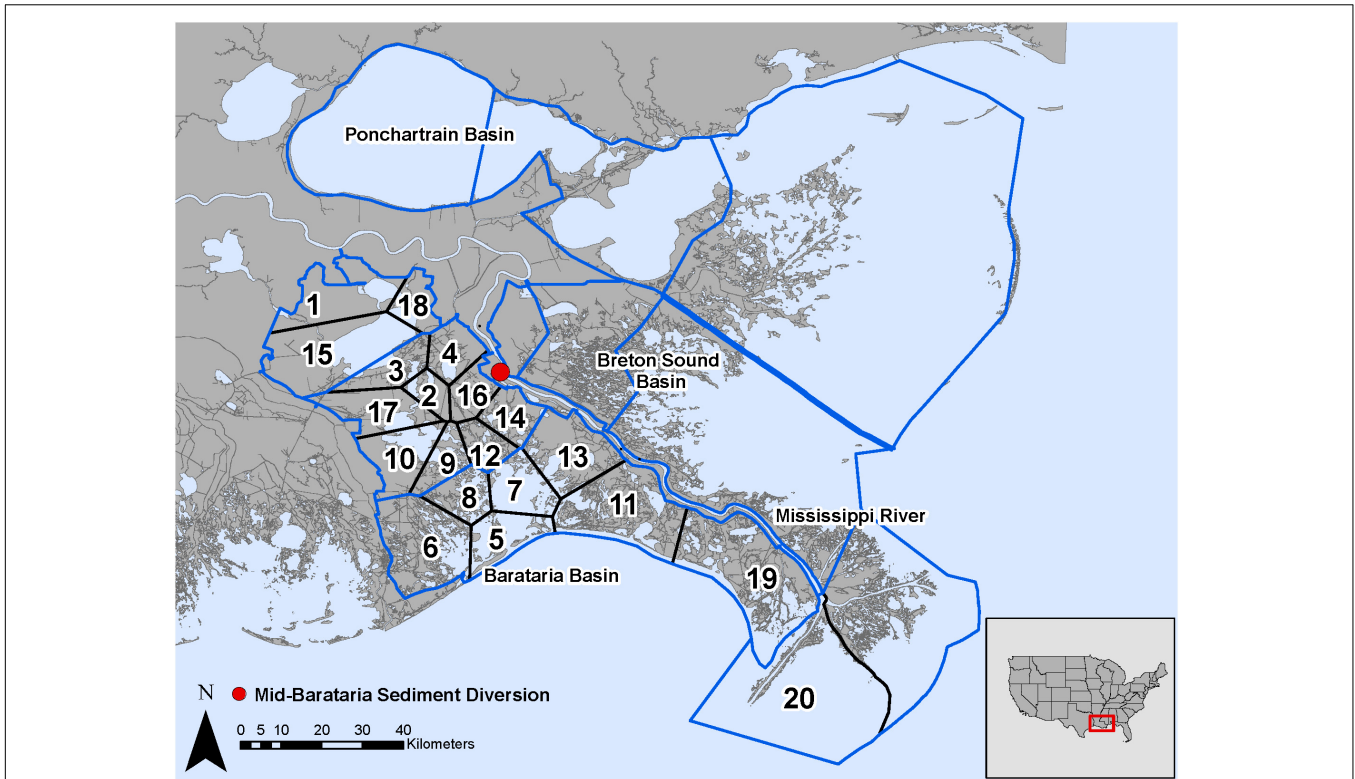 Ponchartrain Basin
1
18
15
4
3
Breton Sound
Basin
2
16
17
14
10
9
12
13
8
7
11
Mississippi River
6
5
Barataria Basin
19
20
N
Mid-Barataria Sediment Diversion
0 5 10 20 30 40
Kilometers